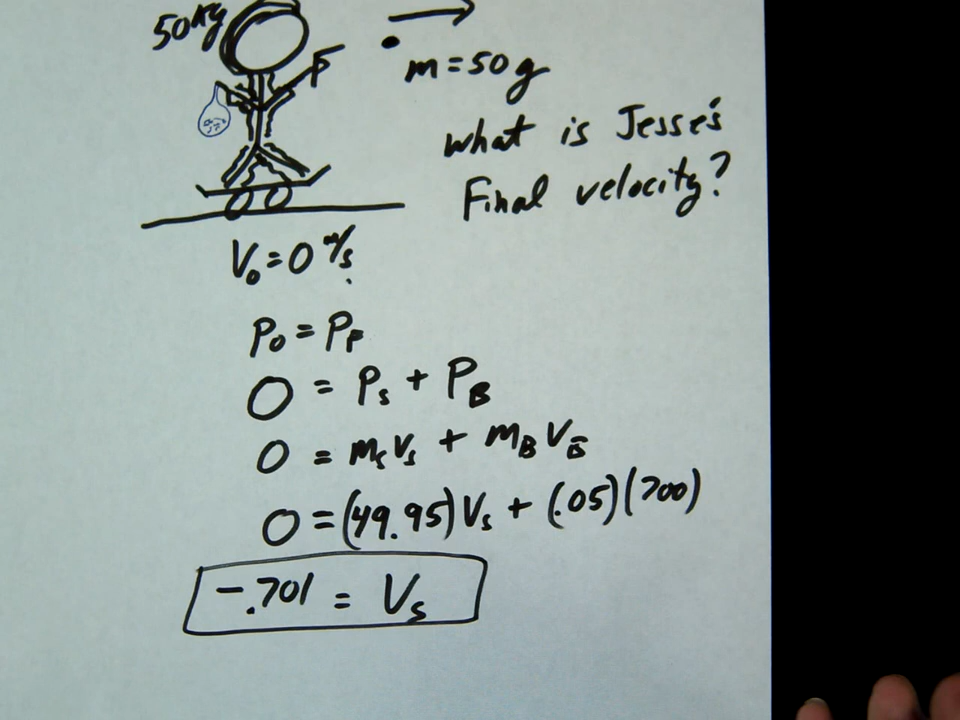 50kg
m = 50g
what is Jesse's
Final velocity?
V₀ = 0 m/s
P₀ = P_F
0 = P_s + P_B
0 = m_s v_s + m_B V_B
0 = (49.95) V_s + (.05)(700)
-.701 = V_s